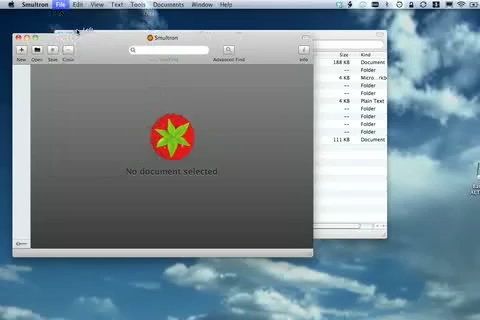 Smultron File Edit View Text Tools Documents Window Help
Smultron
New Open Save Close Advanced Find Info
No document selected
Size Kind
188 KB Document
-- Folder
4 KB Micro...rkb
-- Folder
-- Folder
4 KB Plain Text
-- Folder
-- Folder
-- Folder
111 KB Document